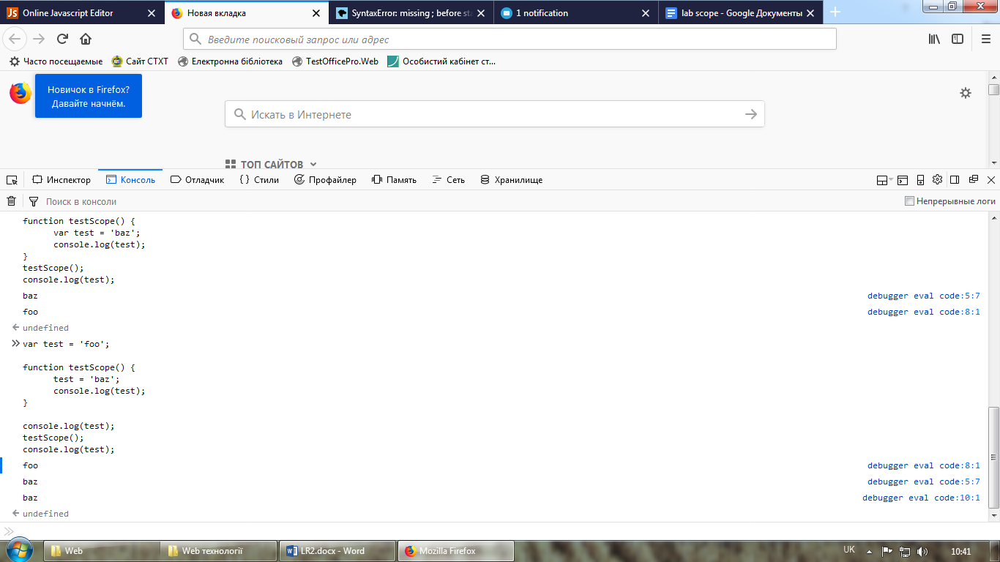 Online Javascript Editor
Новая вкладка
SyntaxError: missing ; before sta
1 notification
lab scope - Google Документы
Введите поисковый запрос или адрес
Часто посещаемые
Сайт СТХТ
Електронна бібліотека
TestOfficePro.Web
Особистий кабінет ст...
Новичок в Firefox?
Давайте начнём.
Искать в Интернете
ТОП САЙТОВ
Инспектор
Консоль
Отладчик
{ } Стили
Профайлер
Память
Сеть
Хранилище
Поиск в консоли
Непрерывные логи
function testScope() {
var test = 'baz';
console.log(test);
}
testScope();
console.log(test);
baz debugger eval code:5:7
foo debugger eval code:8:1
undefined
var test = 'foo';
function testScope() {
test = 'baz';
console.log(test);
}
console.log(test);
testScope();
console.log(test);
foo debugger eval code:8:1
baz debugger eval code:5:7
baz debugger eval code:10:1
undefined
Web
Web технології
LR2.docx - Word
Mozilla Firefox
UK
10:41